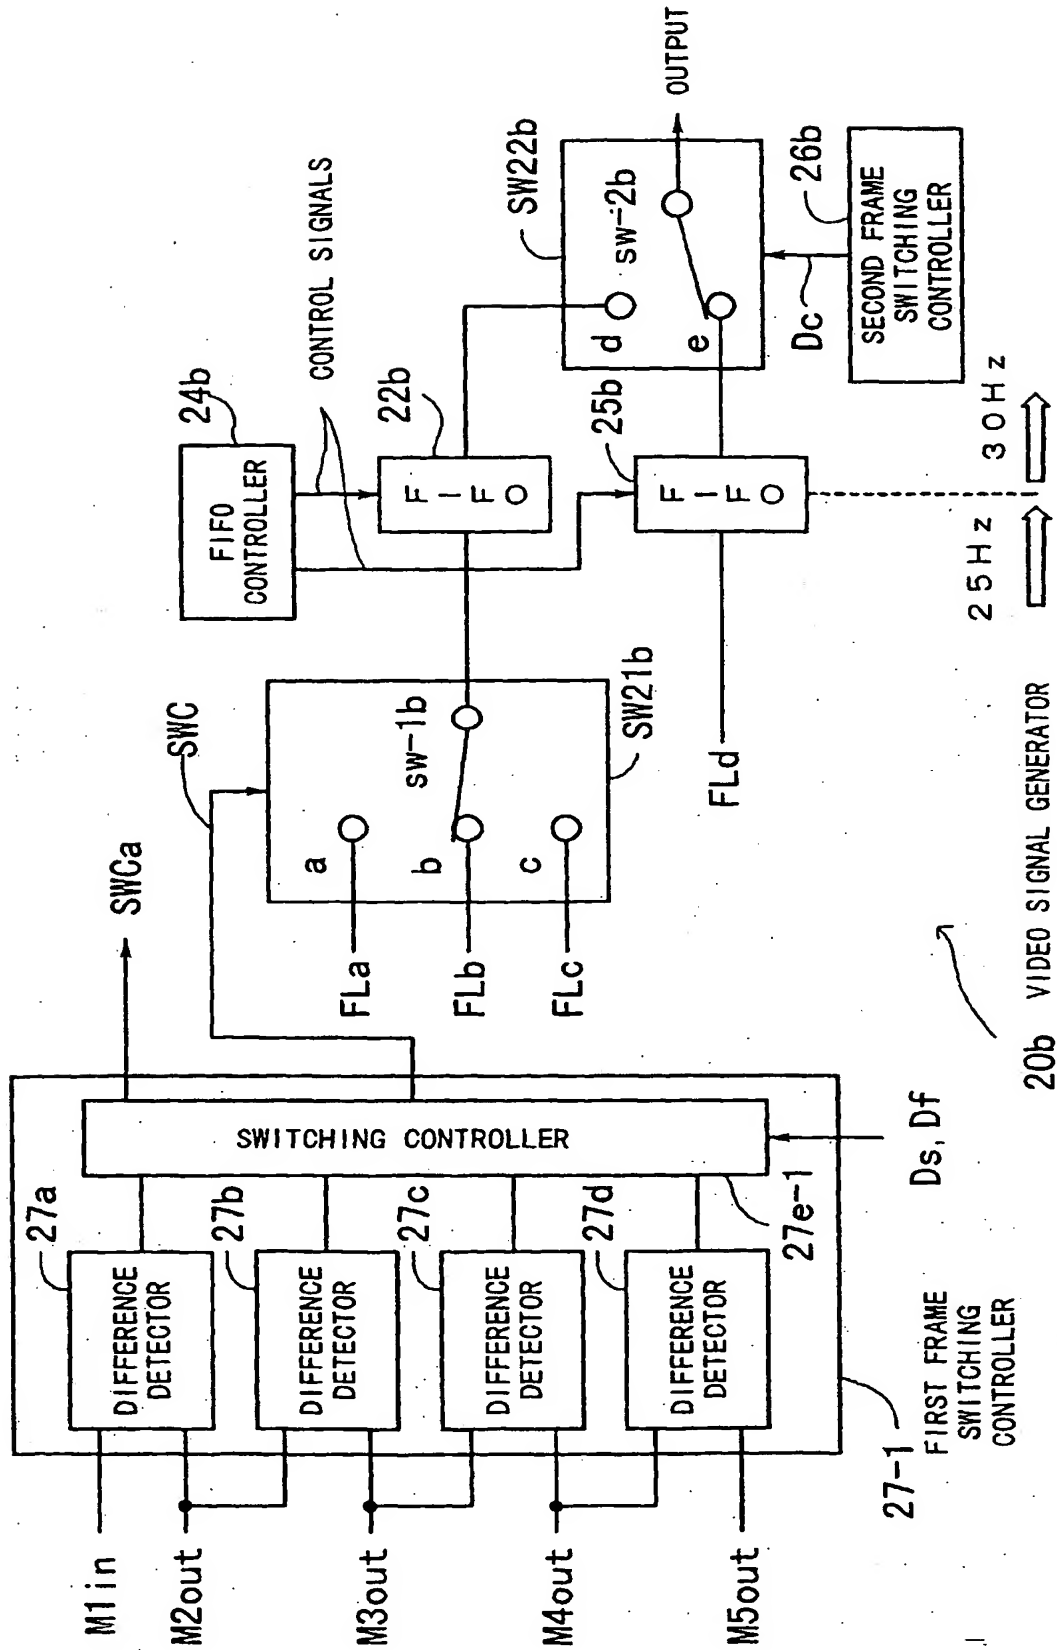 M1in
M2out
M3out
M4out
M5out
27a
DIFFERENCE
DETECTOR
27b
DIFFERENCE
DETECTOR
27c
DIFFERENCE
DETECTOR
27d
DIFFERENCE
DETECTOR
SWITCHING CONTROLLER
27e-1
Ds, Df
27-1
FIRST FRAME
SWITCHING
CONTROLLER
SWCa
SWC
FLa
FLb
FLc
a
b
c
sw-1b
SW21b
FLd
24b
FIFO
CONTROLLER
CONTROL SIGNALS
22b
FIFO
25b
FIFO
SW22b
d
e
sw-2b
OUTPUT
Dc
26b
SECOND FRAME
SWITCHING
CONTROLLER
25Hz
30Hz
20b VIDEO SIGNAL GENERATOR